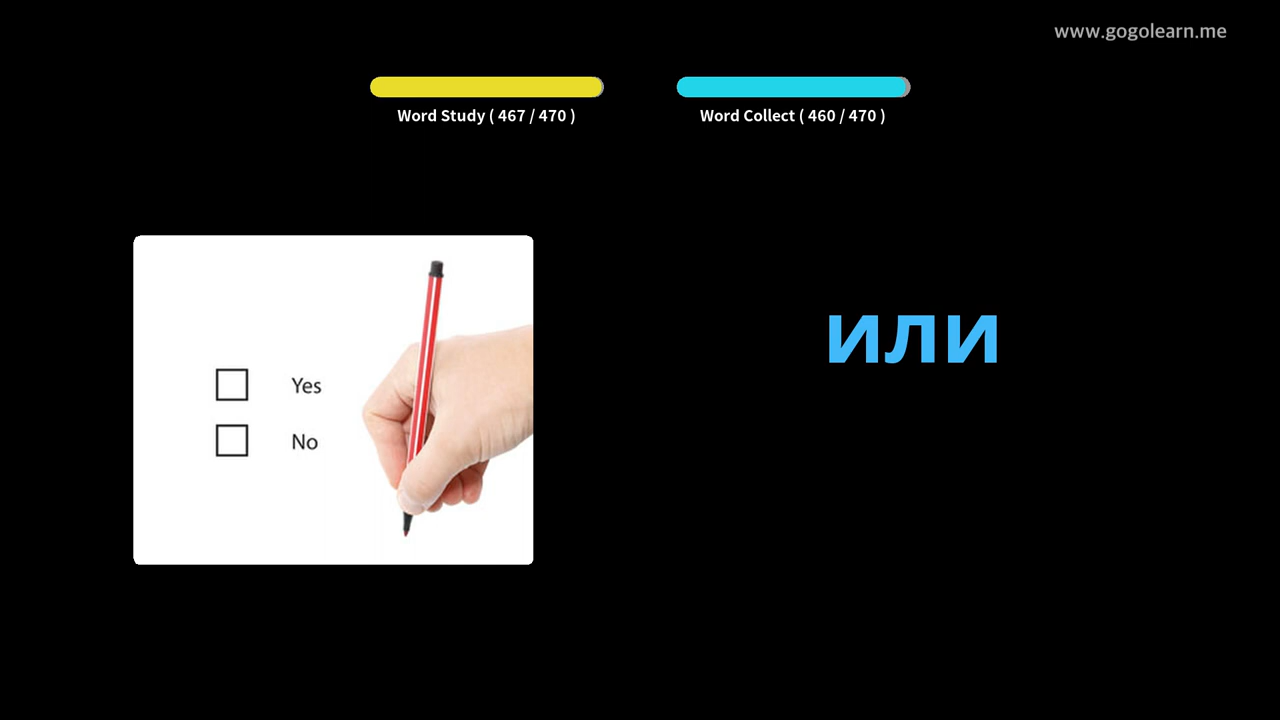 www.gogolearn.me
Word Study ( 467 / 470 )
Word Collect ( 460 / 470 )
Yes
No
или